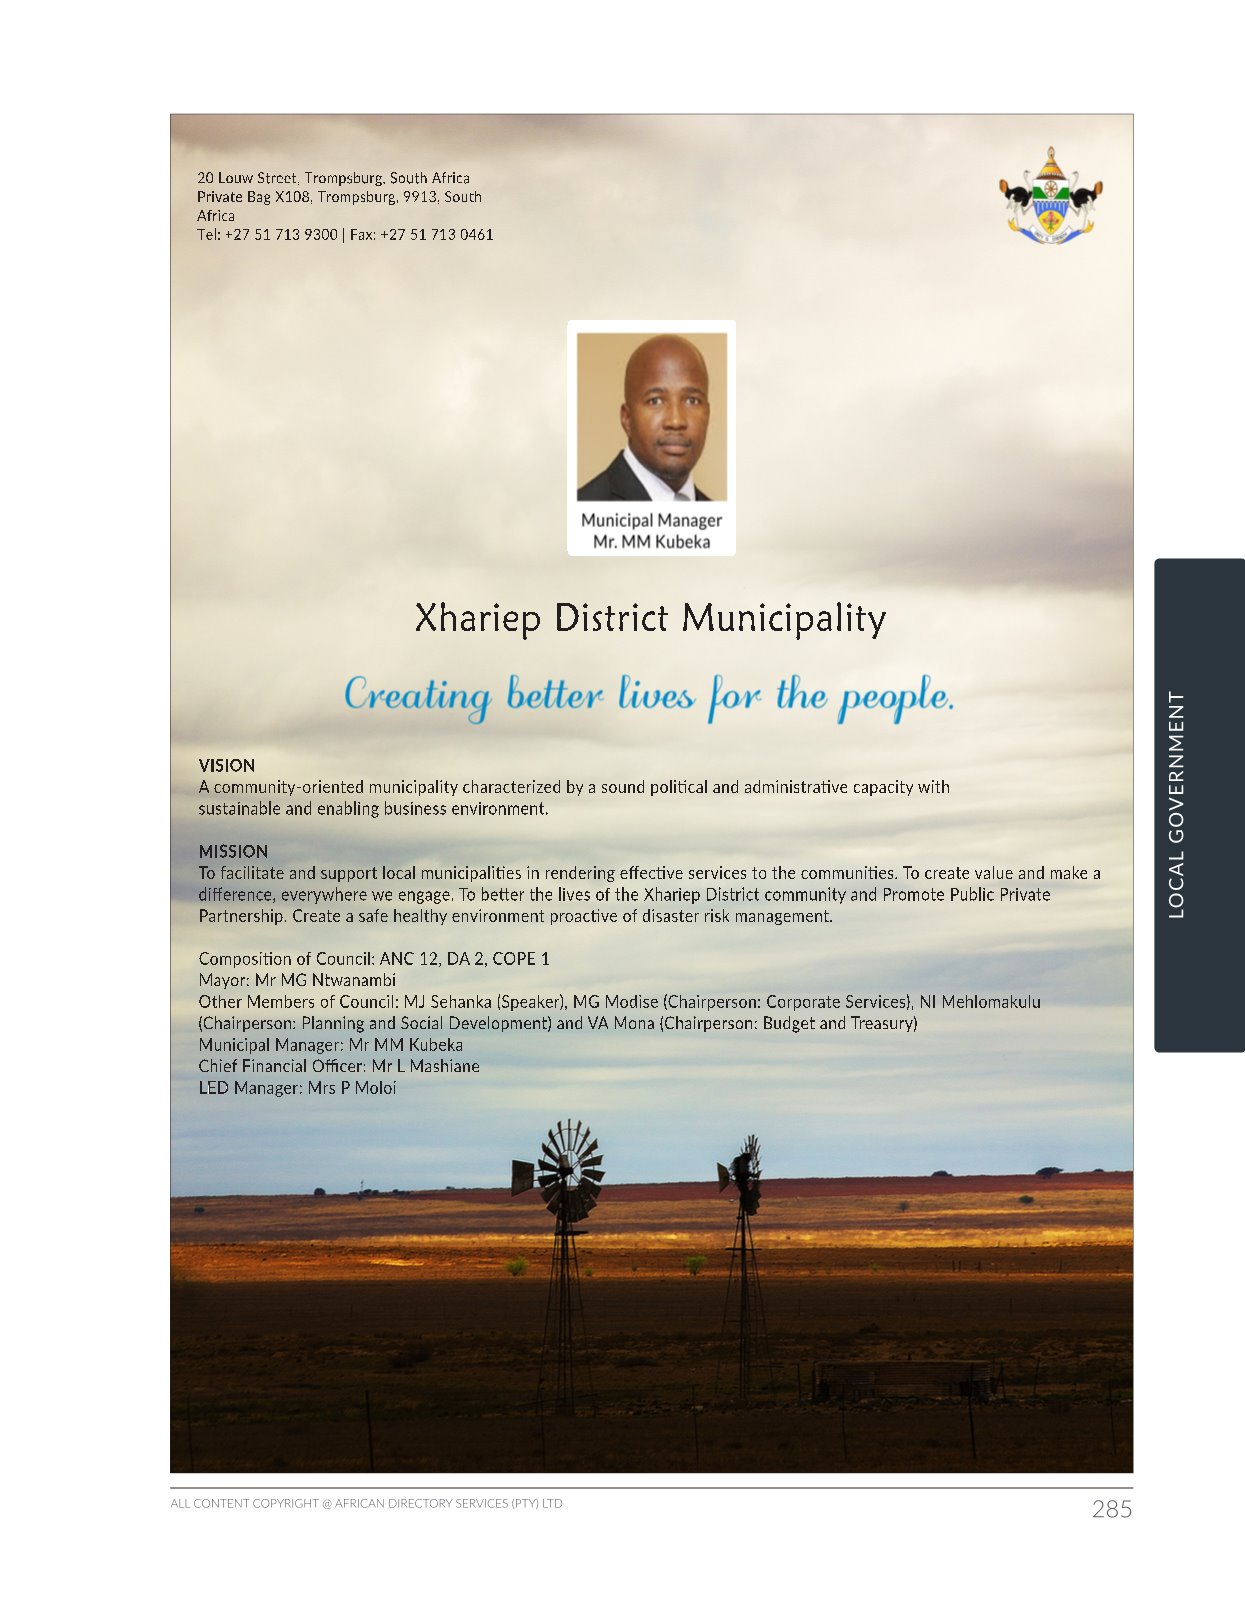 20 Louw Street, Trompsburg, South Africa
Private Bag X108, Trompsburg, 9913, South
Africa
Tel: +27 51 713 9300 | Fax: +27 51 713 0461
Municipal Manager
Mr. MM Kubeka
Xhariep District Municipality
Creating better lives for the people.
VISION
A community-oriented municipality characterized by a sound political and administrative capacity with
sustainable and enabling business environment.
MISSION
To facilitate and support local municipalities in rendering effective services to the communities. To create value and make a
difference, everywhere we engage. To better the lives of the Xhariep District community and Promote Public Private
Partnership. Create a safe healthy environment proactive of disaster risk management.
Composition of Council: ANC 12, DA 2, COPE 1
Mayor: Mr MG Ntwanambi
Other Members of Council: MJ Sehanka (Speaker), MG Modise (Chairperson: Corporate Services), NI Mehlomakulu
(Chairperson: Planning and Social Development) and VA Mona (Chairperson: Budget and Treasury)
Municipal Manager: Mr MM Kubeka
Chief Financial Officer: Mr L Mashiane
LED Manager: Mrs P Moloi
LOCAL GOVERNMENT
ALL CONTENT COPYRIGHT @ AFRICAN DIRECTORY SERVICES (PTY) LTD
285